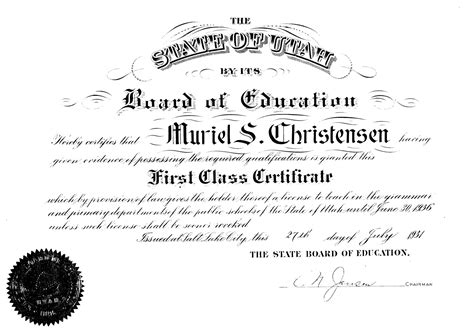 THE
STATE OF UTAH
BY ITS
Board of Education
Hereby certifies that Muriel S. Christensen having
given evidence of possessing the required qualifications is granted this
First Class Certificate
which by provision of law gives the holder thereof a license to teach in the grammar
and primary departments of the public schools of the State of Utah until June 30, 1936
unless such license shall be sooner revoked
Issued at Salt Lake City, this 27th day of July 1931
THE STATE BOARD OF EDUCATION.
C N Jensen CHAIRMAN